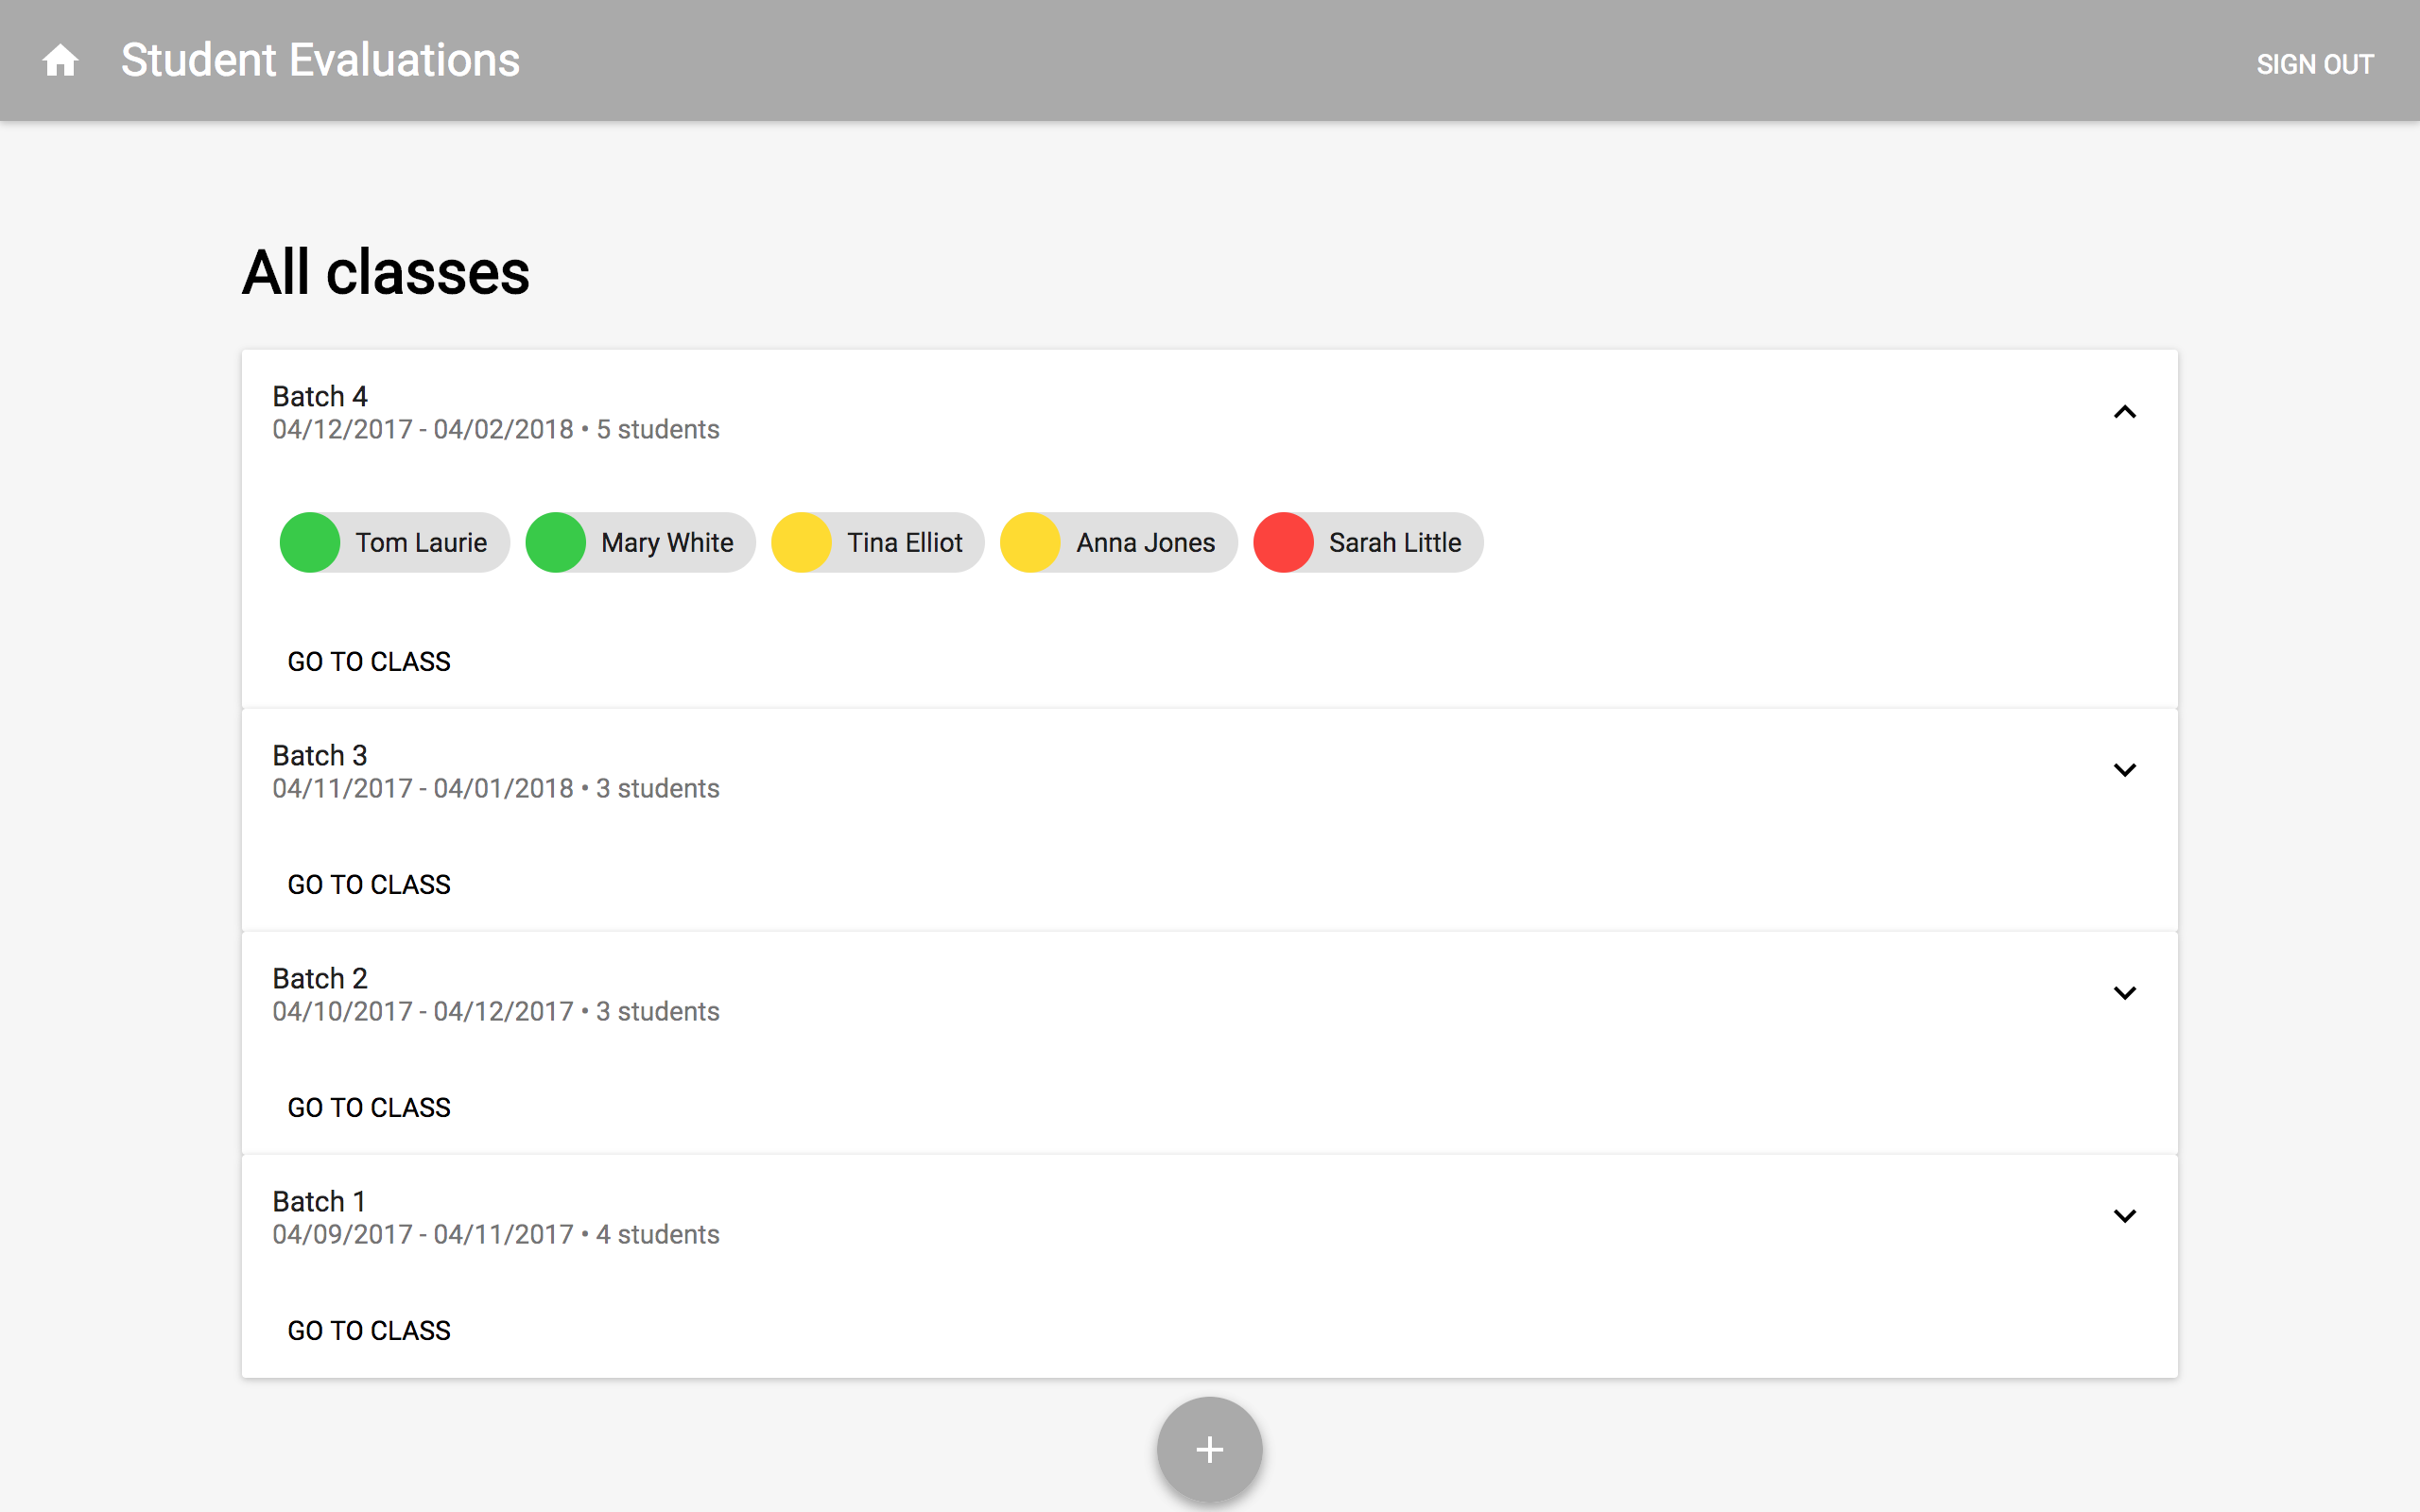 Student Evaluations
SIGN OUT
All classes
Batch 4
04/12/2017 - 04/02/2018 • 5 students
Tom Laurie Mary White Tina Elliot Anna Jones Sarah Little
GO TO CLASS
Batch 3
04/11/2017 - 04/01/2018 • 3 students
GO TO CLASS
Batch 2
04/10/2017 - 04/12/2017 • 3 students
GO TO CLASS
Batch 1
04/09/2017 - 04/11/2017 • 4 students
GO TO CLASS
+